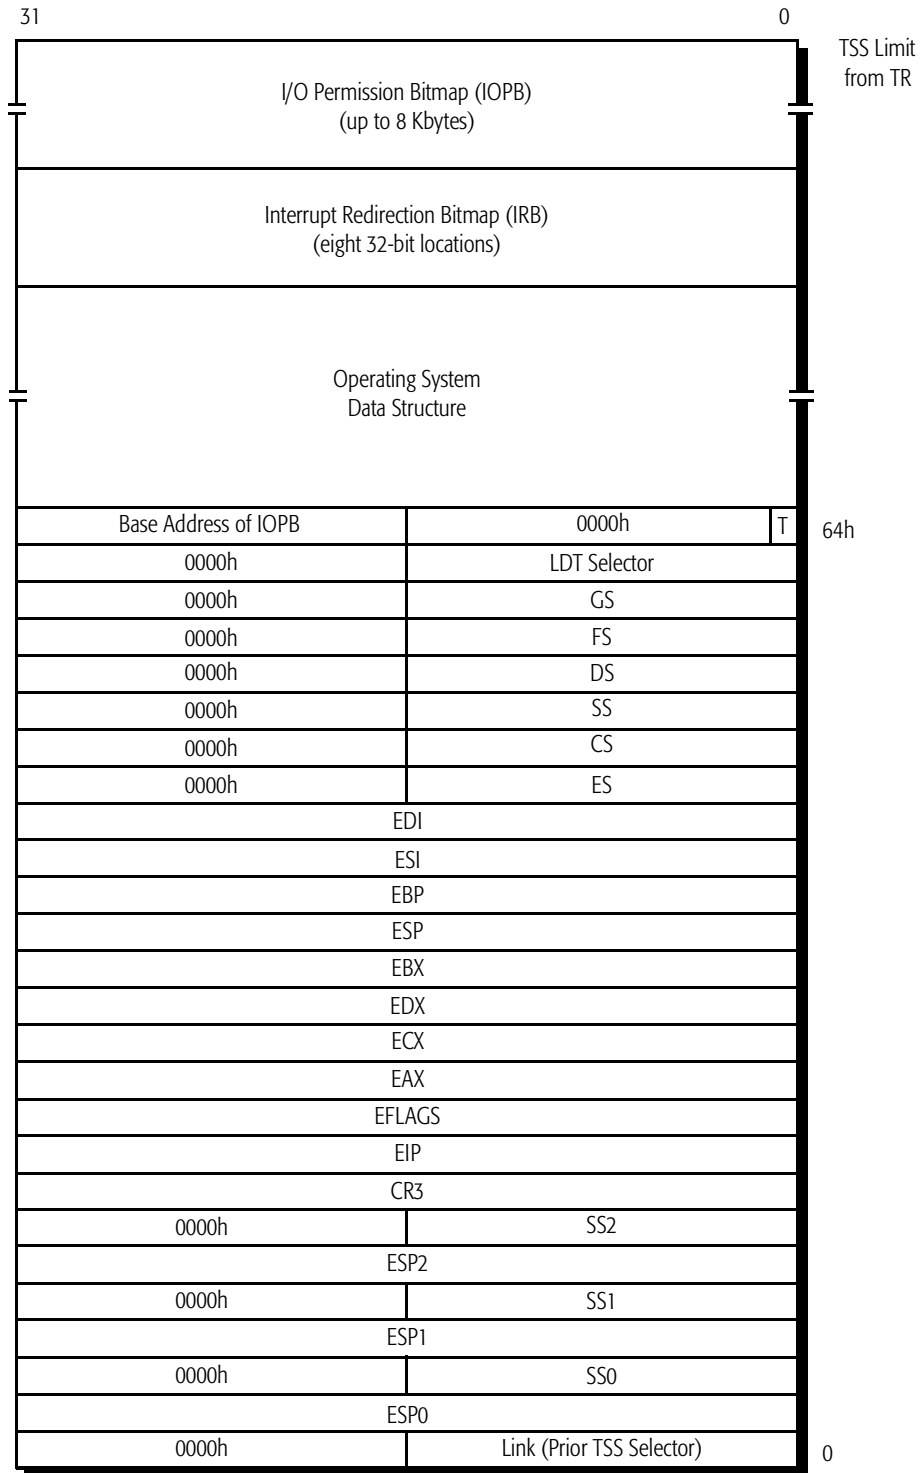 31 0
TSS Limit
from TR
I/O Permission Bitmap (IOPB)
(up to 8 Kbytes)
Interrupt Redirection Bitmap (IRB)
(eight 32-bit locations)
Operating System
Data Structure
Base Address of IOPB 0000h T 64h
0000h LDT Selector
0000h GS
0000h FS
0000h DS
0000h SS
0000h CS
0000h ES
EDI
ESI
EBP
ESP
EBX
EDX
ECX
EAX
EFLAGS
EIP
CR3
0000h SS2
ESP2
0000h SS1
ESP1
0000h SS0
ESP0
0000h Link (Prior TSS Selector) 0